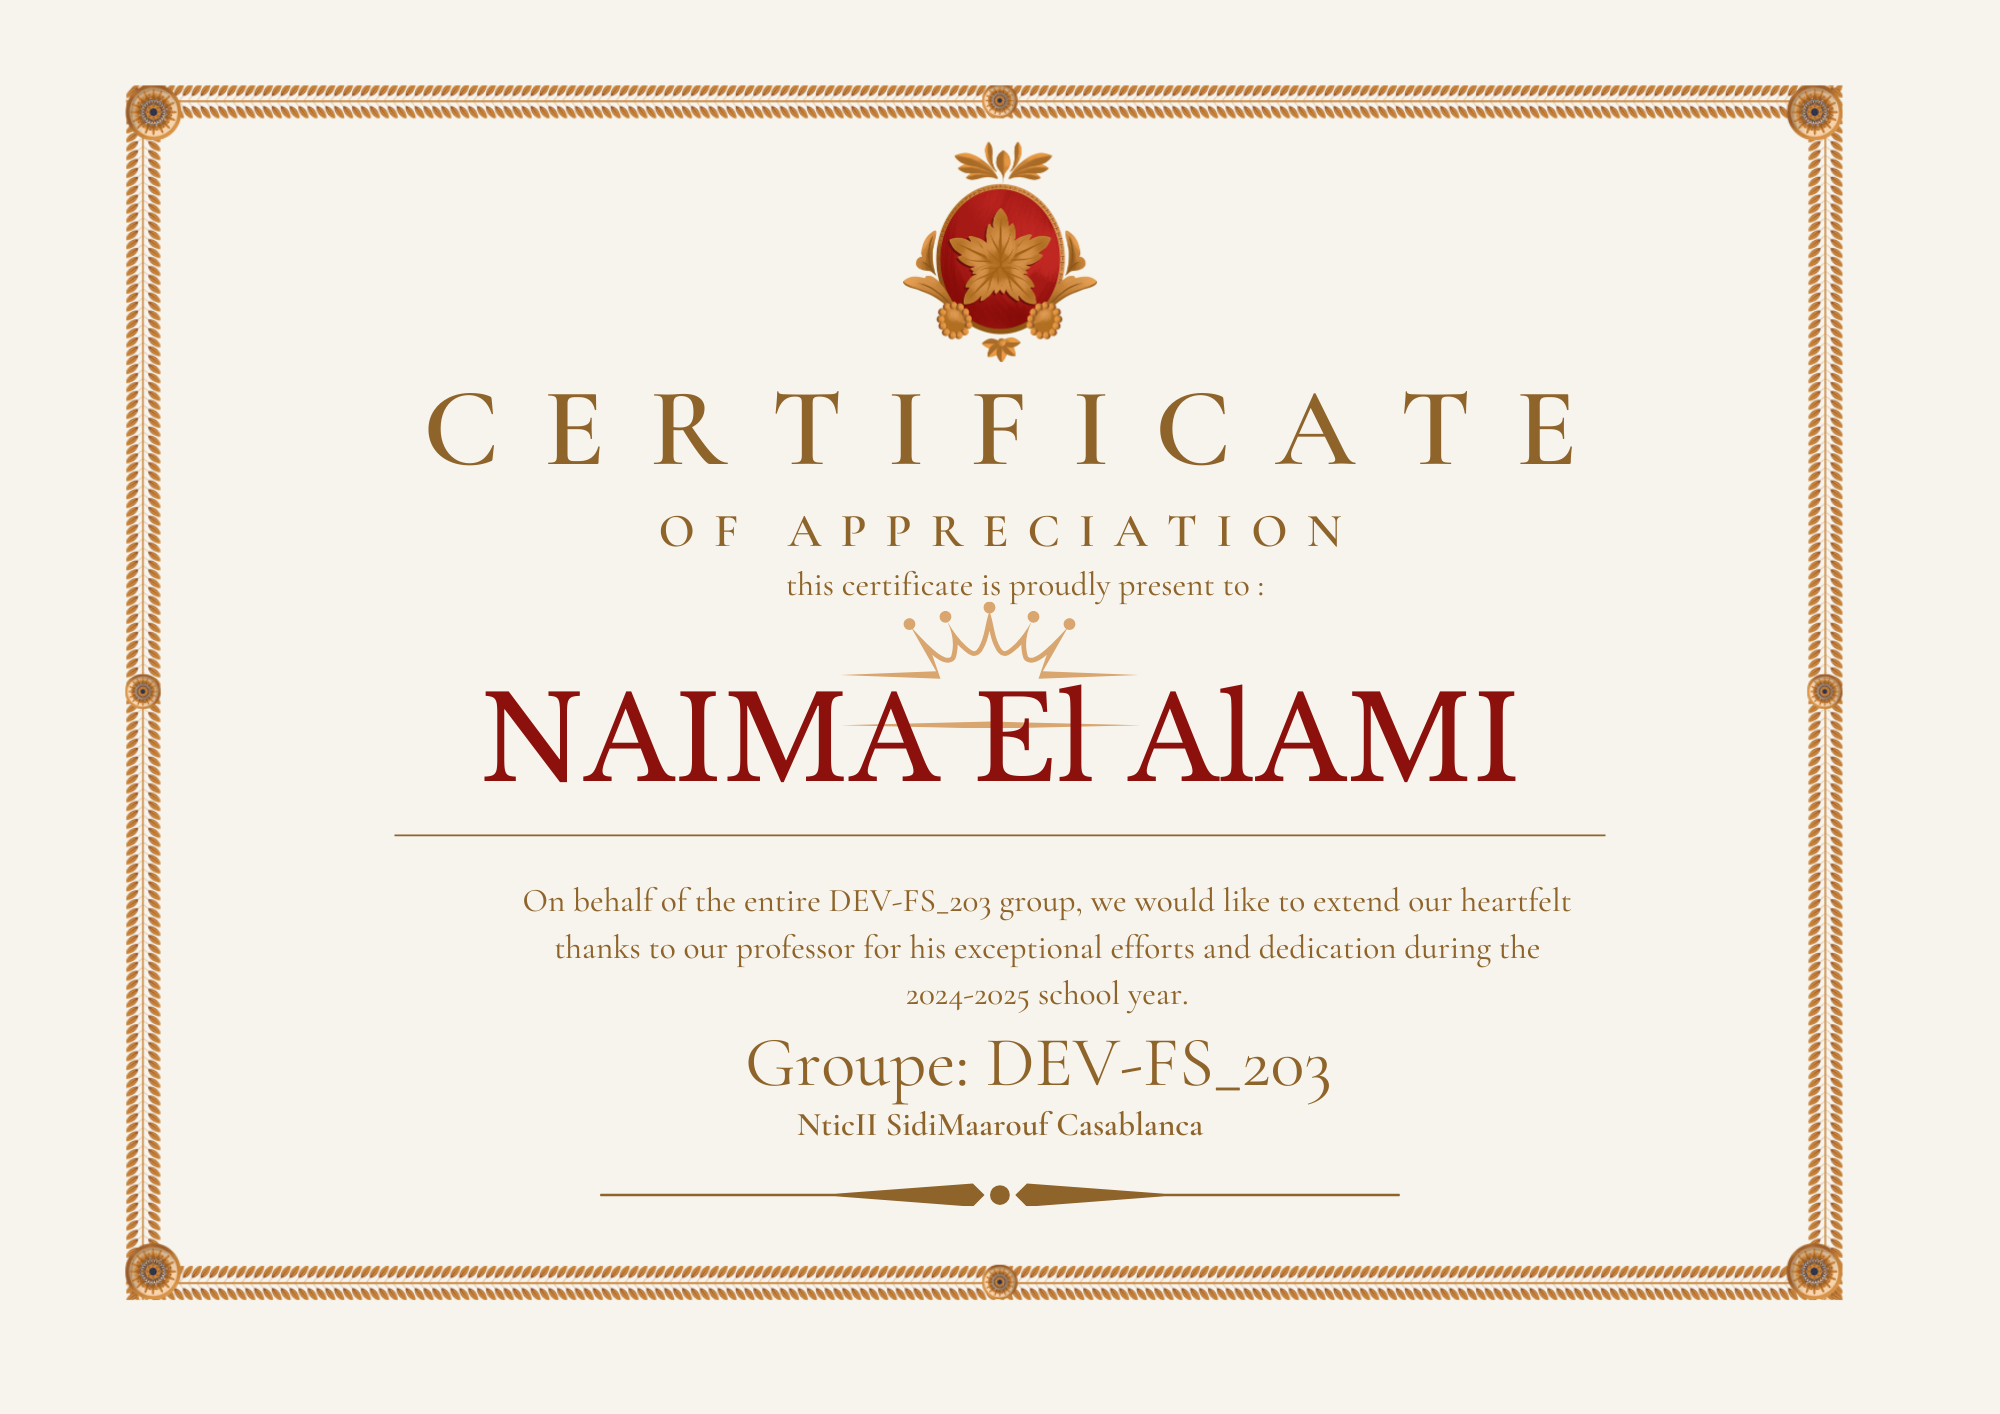 CERTIFICATE
OF APPRECIATION
this certificate is proudly present to :
NAIMA El AlAMI
On behalf of the entire DEV-FS_203 group, we would like to extend our heartfelt
thanks to our professor for his exceptional efforts and dedication during the
2024-2025 school year.
Groupe: DEV-FS_203
NticII SidiMaarouf Casablanca